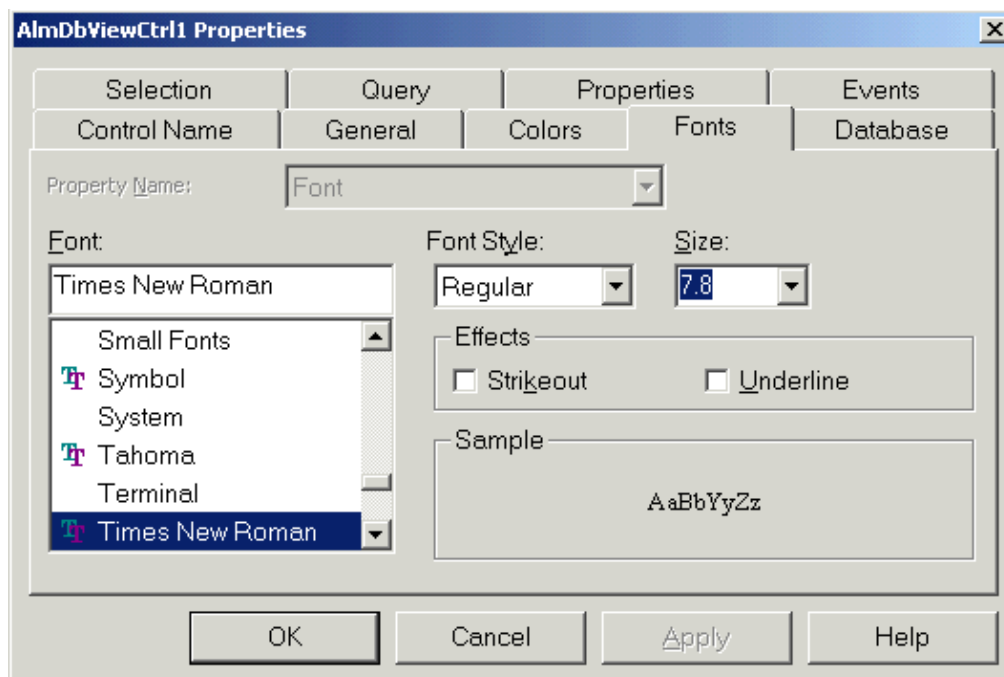 AlmDbViewCtrl1 Properties
Selection Query Properties Events
Control Name General Colors Fonts Database
Property Name: Font
Font: Font Style: Size:
Times New Roman Regular 7.8
Small Fonts
Symbol
System
Tahoma
Terminal
Times New Roman
Effects
Strikeout Underline
Sample
AaBbYyZz
OK Cancel Apply Help